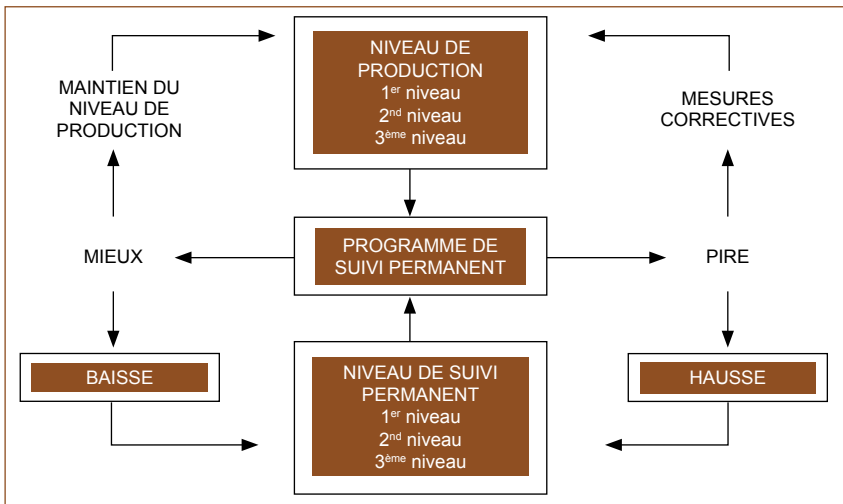 NIVEAU DE
PRODUCTION
1er niveau
2nd niveau
3ème niveau
MAINTIEN DU
NIVEAU DE
PRODUCTION
MESURES
CORRECTIVES
MIEUX
PROGRAMME DE
SUIVI PERMANENT
PIRE
BAISSE
NIVEAU DE SUIVI
PERMANENT
1er niveau
2nd niveau
3ème niveau
HAUSSE